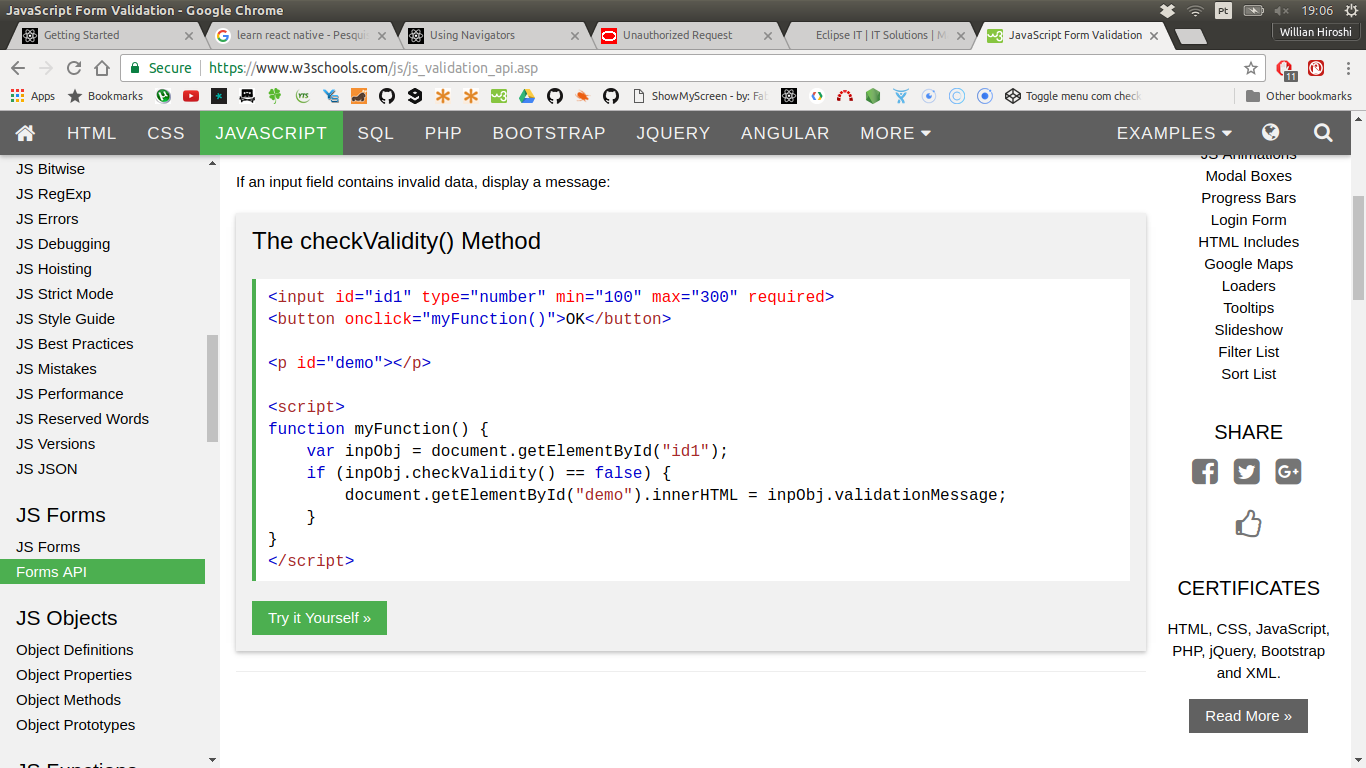 JavaScript Form Validation - Google Chrome
Pt
19:06
Getting Started
learn react native - Pesqui
Using Navigators
Unauthorized Request
Eclipse IT | IT Solutions | M
JavaScript Form Validation
Willian Hiroshi
Secure
https://www.w3schools.com/js/js_validation_api.asp
11
Apps
Bookmarks
ShowMyScreen - by: Fab
Toggle menu com check
Other bookmarks
HTML
CSS
JAVASCRIPT
SQL
PHP
BOOTSTRAP
JQUERY
ANGULAR
MORE
EXAMPLES
JS Bitwise
JS RegExp
JS Errors
JS Debugging
JS Hoisting
JS Strict Mode
JS Style Guide
JS Best Practices
JS Mistakes
JS Performance
JS Reserved Words
JS Versions
JS JSON
JS Forms
JS Forms
Forms API
JS Objects
Object Definitions
Object Properties
Object Methods
Object Prototypes
JS Functions
If an input field contains invalid data, display a message:
The checkValidity() Method
<input id="id1" type="number" min="100" max="300" required>
<button onclick="myFunction()">OK</button>
<p id="demo"></p>
<script>
function myFunction() {
var inpObj = document.getElementById("id1");
if (inpObj.checkValidity() == false) {
document.getElementById("demo").innerHTML = inpObj.validationMessage;
}
}
</script>
Try it Yourself »
JS Animations
Modal Boxes
Progress Bars
Login Form
HTML Includes
Google Maps
Loaders
Tooltips
Slideshow
Filter List
Sort List
SHARE
CERTIFICATES
HTML, CSS, JavaScript,
PHP, jQuery, Bootstrap
and XML.
Read More »